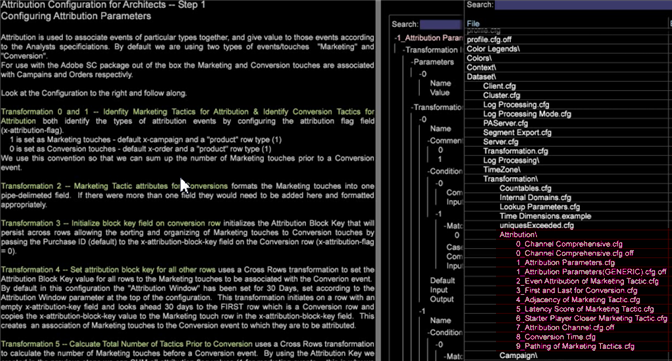 Attribution Configuration for Architects -- Step 1
Configuring Attribution Parameters
Attribution is used to associate events of particular types together, and give value to those events according
to the Analysts specificiations. By default we are using two types of events/touches "Marketing" and
"Conversion".
For use with the Adobe SC package out of the box the Marketing and Conversion touches are associated
with Campains and Orders respectivly.
Look at the Configuration to the right and follow along.
Transformation 0 and 1 -- Idenfity Marketing Tactics for Attribution & Identify Conversion Tactics for
Attribution both identify the types of attribution events by configuring the attribution flag field
(x-attribution-flag).
1 is set as Marketing touches - default x-campaign and a "product" row type (1)
0 is set as Conversion touches - default x-order and a "product" row type (1)
We use this convention so that we can sum up the number of Marketing touches prior to a Conversion
event.
Transformation 2 -- Marketing Tactic attributes for Conversions formats the Marketing touches into one
pipe-delimeted field. If there were more than one field they would need to be added here and formatted
appropriately.
Transformation 3 -- Initialize block key field on conversion row initializes the Attribution Block Key that will
persist across rows allowing the sorting and organizing of Marketing touches to Conversion touches by
passing the Purchase ID (default) to the x-attribution-block-key field on the Conversion row (x-attribution-flag
= 0).
Transformation 4 -- Set attribution block key for all other rows uses a Cross Rows transformation to set the
Attribution Block Key value for all rows to the Marketing touches to be associated with the Converion event.
By default in this configuration the "Attribution Window" has been set for 30 Days, set according to the
Attribution Window parameter at the top of the configuration. This transformation initiates on a row with an
empty x-attribution-key field and looks ahead 30 days to the FIRST row which is a Conversion row and
copies the x-attribution-block-key value to the Marketing touch row in the x-attribution-block-key field. This
creates an association of Marketing touches to the Conversion event to which they are to be attributed.
Transformation 5 -- Calcuate Total Number of Tactics Prior to Conversion uses a Cross Rows transformation
to calculate the number of Marketing touches before a Conversion event. By using the Attribution Key we
Search:
-1_Attribution Para
Transformation
Parameters
-0
Name
Value
-Transformation
-0
Name
Comment
0
1
Condition
-0
Com
Inpu
-1
-Matc
0
Case
Com
Inpu
Default
Input
Output
-1
Name
Condition
-0
-Matc
Search:
File
profile.cfg
profile.cfg.off
Color Legends\
Colors\
Context\
Dataset\
Client.cfg
Cluster.cfg
Log Processing.cfg
Log Processing Mode.cfg
PAServer.cfg
Segment Export.cfg
Server.cfg
Transformation.cfg
Log Processing\
TimeZone\
Transformation\
Countables.cfg
Internal Domains.cfg
Lookup Parameters.cfg
Time Dimensions.example
uniquesExceeded.cfg
Attribution\
0_Channel Comprehensive.cfg
0_Channel Comprehensive.cfg.off
1_Attribution Parameters.cfg
1_Attribution Parameters(GENERIC).cfg.off
2_Even Attribution of Marketing Tactic.cfg
3_First and Last for Conversion.cfg
4_Adjacency of Marketing Tactic.cfg
5_Latency Score of Marketing Tactic.cfg
6_Starter Player Closer Marketing Tactic.cfg
7_Attribution Channel.cfg.off
8_Conversion Time.cfg
9_Pathing of Marketing Tactics.cfg
Campaign\